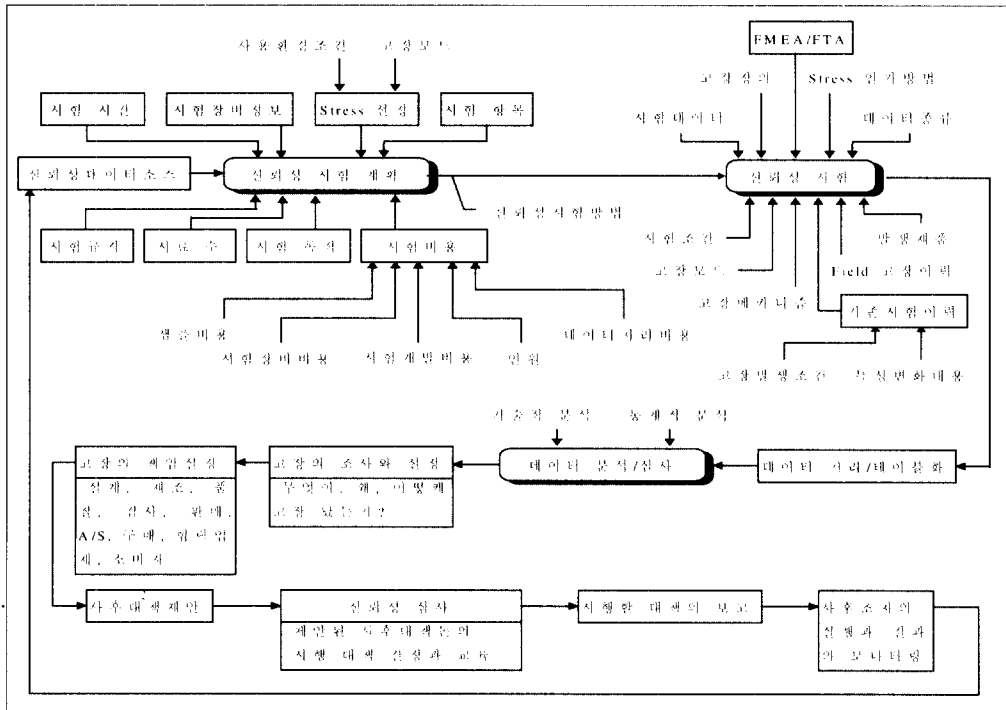 FMEA/FTA
사용환경조건 고장모드
고장정의 Stress 인가방법
시험 시간 시험장비정보 Stress 선정 시험 항목
시험데이터 데이터종류
신뢰성데이터소스 신뢰성 시험 계획 신뢰성 시험
신뢰성시험방법
시험규격 시료 수 시험 목적 시험비용
시험조건 발생제품
고장모드 Field 고장이력
고장메카니즘 기존시험이력
샘플비용
시험장비비용 시험개발비용 인원 데이터처리비용
고장발생조건 특성변화내용
기술적 분석 통계적 분석
고장의 책임설정 고장의 조사와 설정 데이터 분석/심사 데이터 처리/테이블화
설계, 제조, 품
질, 검사, 판매,
A/S, 구매, 협력업
체, 소비자
무엇이, 왜, 어떻게
고장 났는지?
사후대책제안 신뢰성 심사 시행한 대책의 보고 사후조치의
실행과 결과
의 모니터링
제안된 사후대책논의
시행 대책 결정과 교육